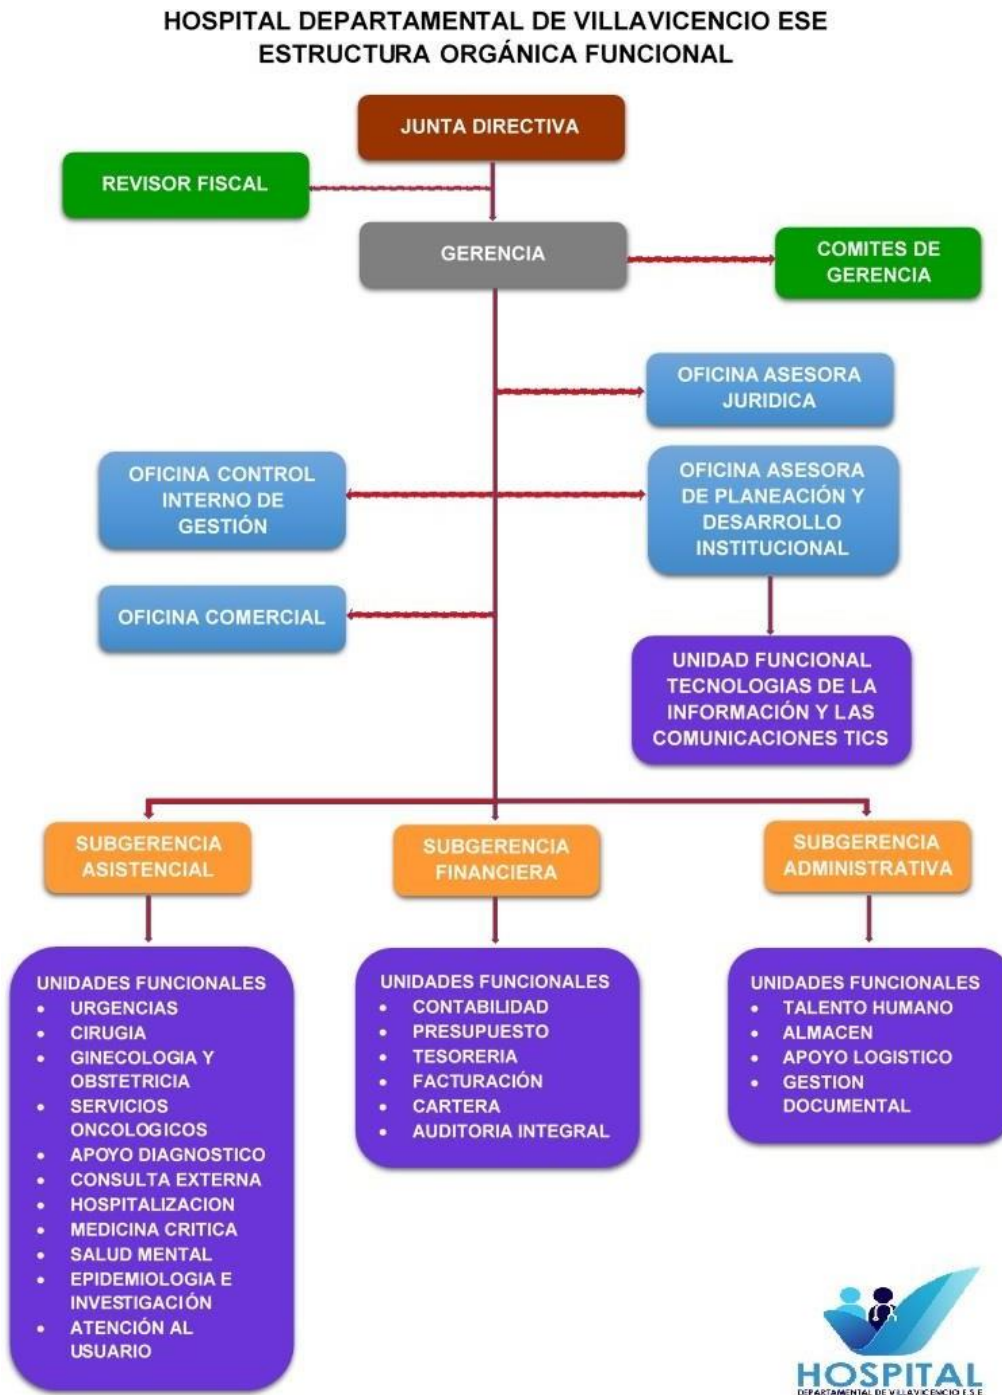 HOSPITAL DEPARTAMENTAL DE VILLAVICENCIO ESE
ESTRUCTURA ORGÁNICA FUNCIONAL
JUNTA DIRECTIVA
REVISOR FISCAL
GERENCIA
COMITES DE
GERENCIA
OFICINA ASESORA
JURIDICA
OFICINA CONTROL
INTERNO DE
GESTIÓN
OFICINA ASESORA
DE PLANEACIÓN Y
DESARROLLO
INSTITUCIONAL
OFICINA COMERCIAL
UNIDAD FUNCIONAL
TECNOLOGIAS DE LA
INFORMACIÓN Y LAS
COMUNICACIONES TICS
SUBGERENCIA
ASISTENCIAL
SUBGERENCIA
FINANCIERA
SUBGERENCIA
ADMINISTRATIVA
UNIDADES FUNCIONALES
• URGENCIAS
• CIRUGIA
• GINECOLOGIA Y
OBSTETRICIA
• SERVICIOS
ONCOLOGICOS
• APOYO DIAGNOSTICO
• CONSULTA EXTERNA
• HOSPITALIZACION
• MEDICINA CRITICA
• SALUD MENTAL
• EPIDEMIOLOGIA E
INVESTIGACIÓN
• ATENCIÓN AL
USUARIO
UNIDADES FUNCIONALES
• CONTABILIDAD
• PRESUPUESTO
• TESORERIA
• FACTURACIÓN
• CARTERA
• AUDITORIA INTEGRAL
UNIDADES FUNCIONALES
• TALENTO HUMANO
• ALMACEN
• APOYO LOGISTICO
• GESTION
DOCUMENTAL
HOSPITAL
DEPARTAMENTAL DE VILLAVICENCIO E.S.E